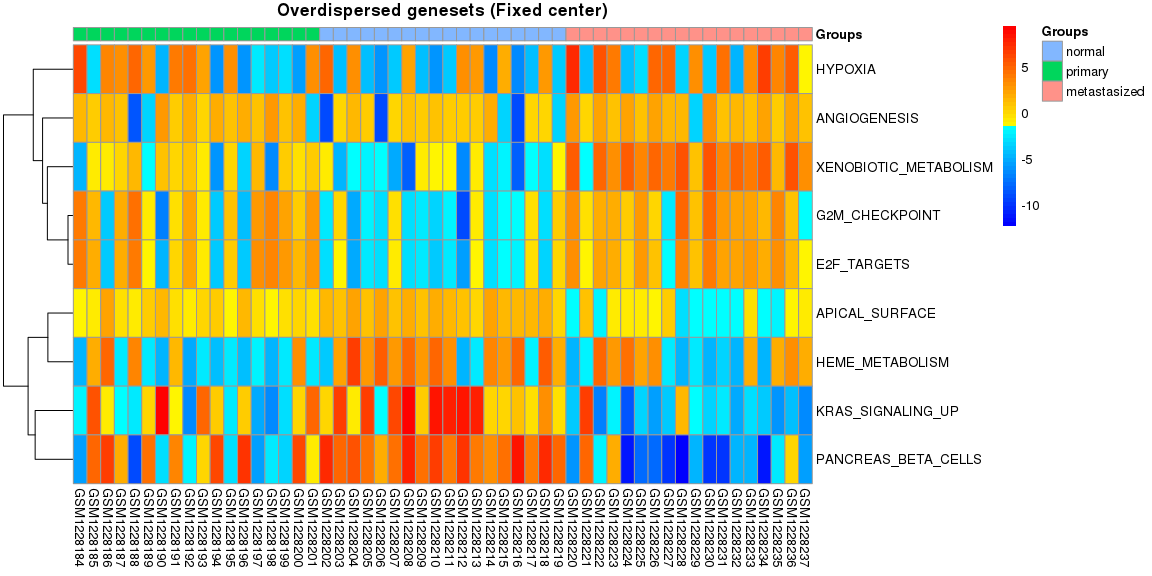 Overdispersed genesets (Fixed center)
Groups
HYPOXIA
ANGIOGENESIS
XENOBIOTIC_METABOLISM
G2M_CHECKPOINT
E2F_TARGETS
APICAL_SURFACE
HEME_METABOLISM
KRAS_SIGNALING_UP
PANCREAS_BETA_CELLS
5
0
-5
-10
Groups
normal
primary
metastasized
GSM1228184
GSM1228185
GSM1228186
GSM1228187
GSM1228188
GSM1228189
GSM1228190
GSM1228191
GSM1228192
GSM1228193
GSM1228194
GSM1228195
GSM1228196
GSM1228197
GSM1228198
GSM1228199
GSM1228200
GSM1228201
GSM1228202
GSM1228203
GSM1228204
GSM1228205
GSM1228206
GSM1228207
GSM1228208
GSM1228209
GSM1228210
GSM1228211
GSM1228212
GSM1228213
GSM1228214
GSM1228215
GSM1228216
GSM1228217
GSM1228218
GSM1228219
GSM1228220
GSM1228221
GSM1228222
GSM1228223
GSM1228224
GSM1228225
GSM1228226
GSM1228227
GSM1228228
GSM1228229
GSM1228230
GSM1228231
GSM1228232
GSM1228233
GSM1228234
GSM1228235
GSM1228236
GSM1228237